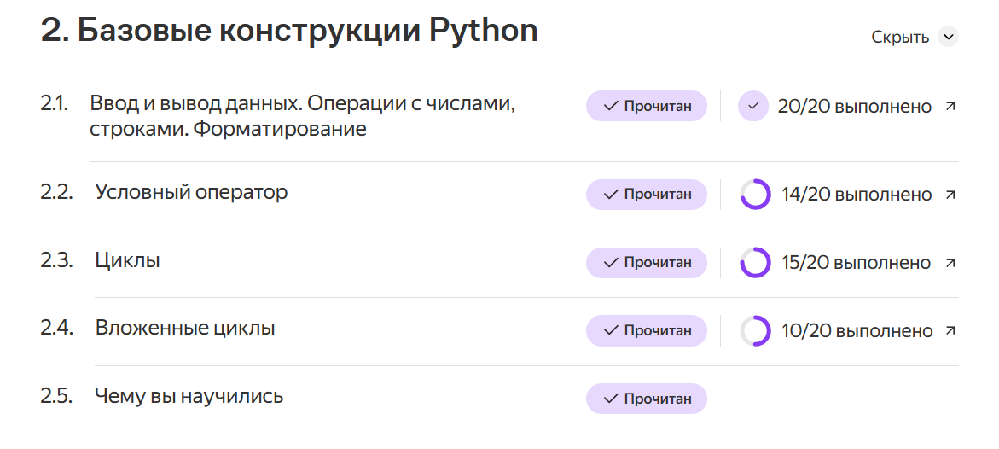 2. Базовые конструкции Python
Скрыть
2.1. Ввод и вывод данных. Операции с числами,
строками. Форматирование
Прочитан
20/20 выполнено
2.2. Условный оператор
Прочитан
14/20 выполнено
2.3. Циклы
Прочитан
15/20 выполнено
2.4. Вложенные циклы
Прочитан
10/20 выполнено
2.5. Чему вы научились
Прочитан